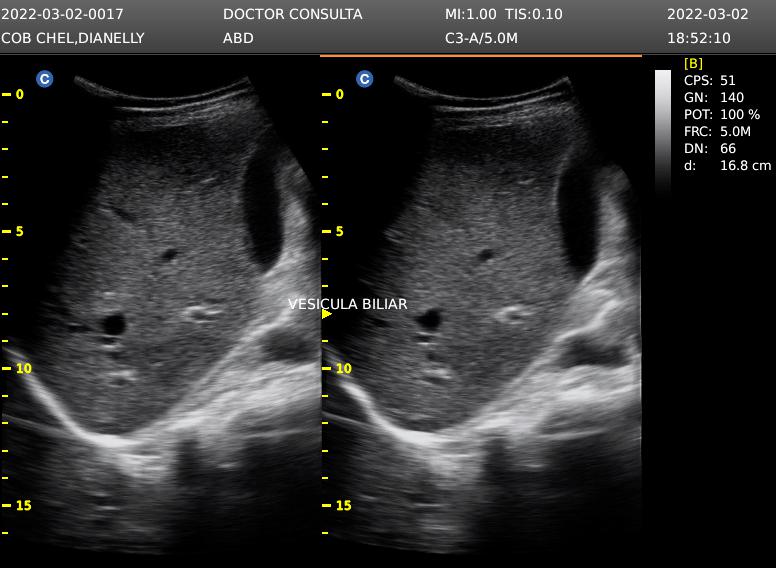 2022-03-02-0017 DOCTOR CONSULTA MI:1.00 TIS:0.10 2022-03-02
COB CHEL,DIANELLY ABD C3-A/5.0M 18:52:10
C C
[B]
CPS: 51
GN: 140
POT: 100 %
FRC: 5.0M
DN: 66
d: 16.8 cm
0 0
5 5
VESICULA BILIAR
10 10
15 15